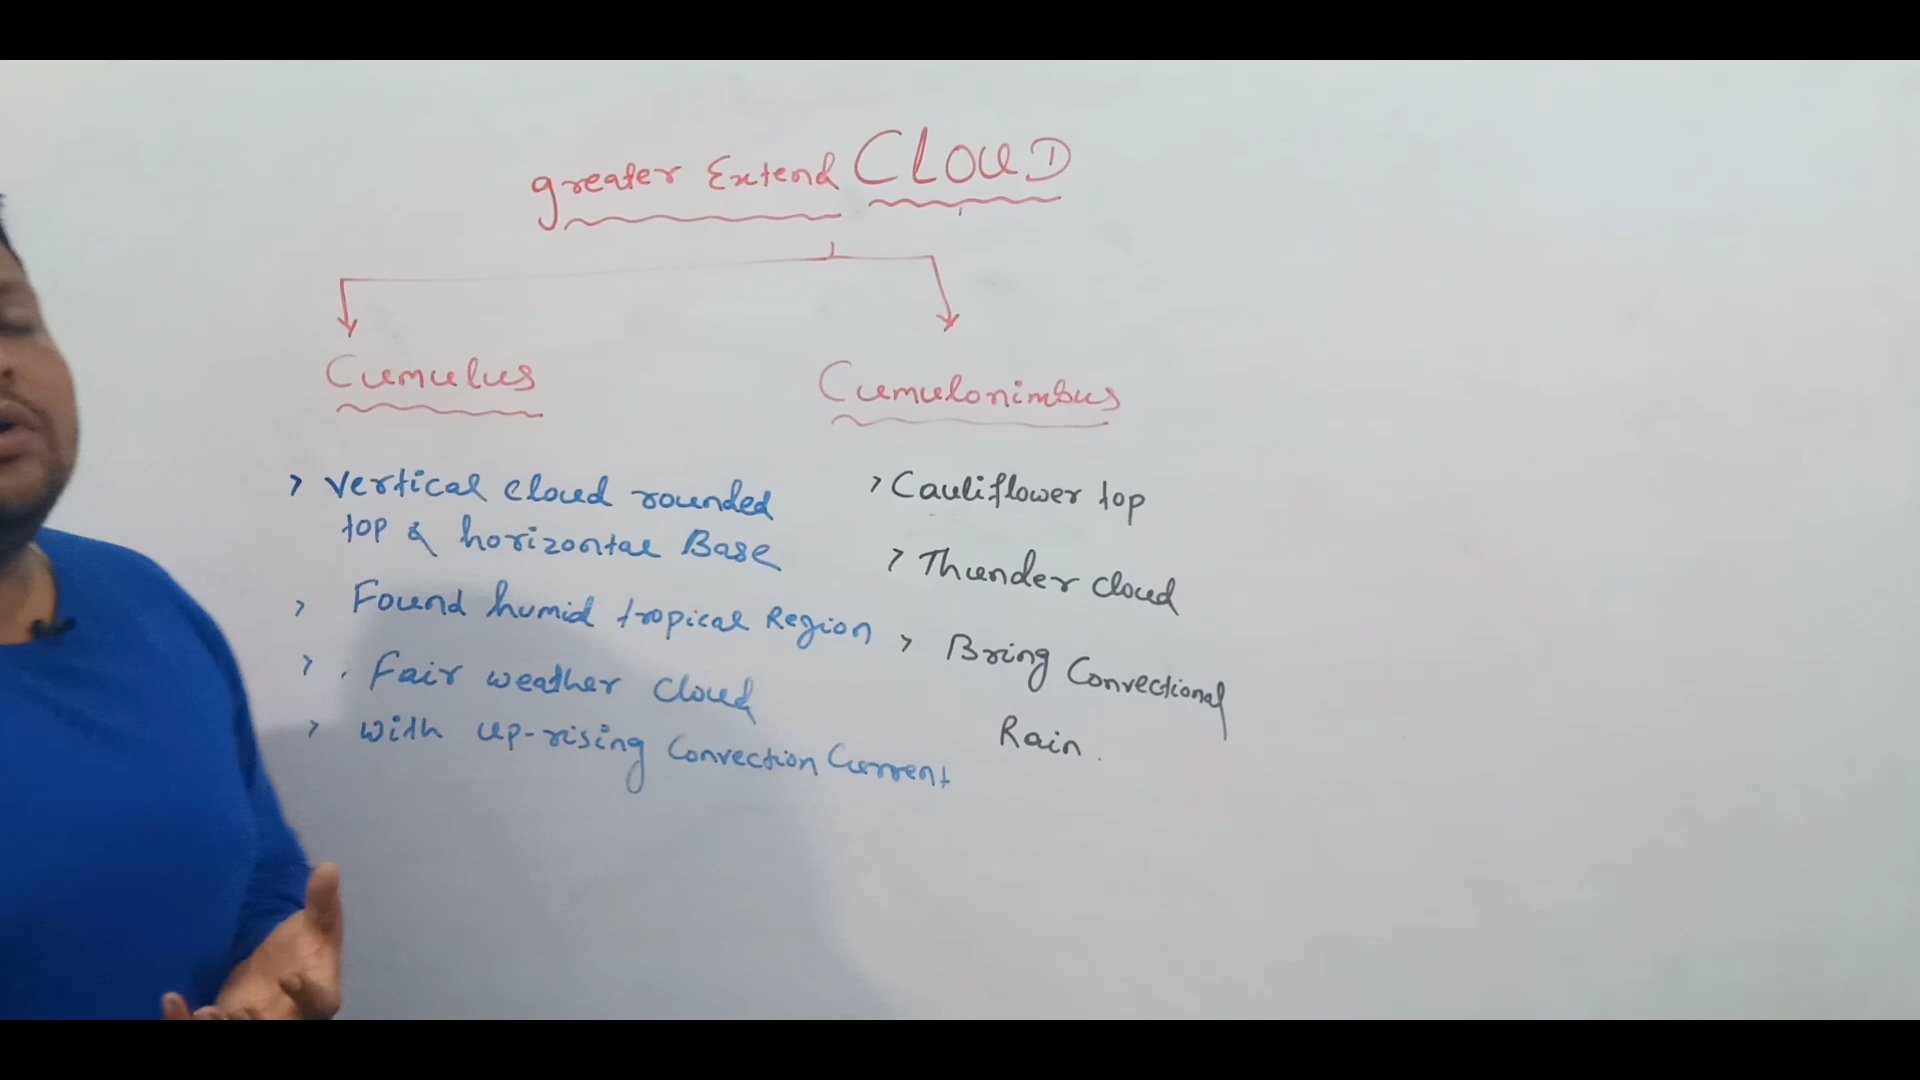 greater Extend CLOUD
Cumulus
> Vertical cloud rounded
top & horizontal Base
> Found humid tropical Region
> . Fair weather cloud
> with up-rising Convection Current
Cumulonimbus
> Cauliflower top
> Thunder cloud
> Bring Convectional
Rain.